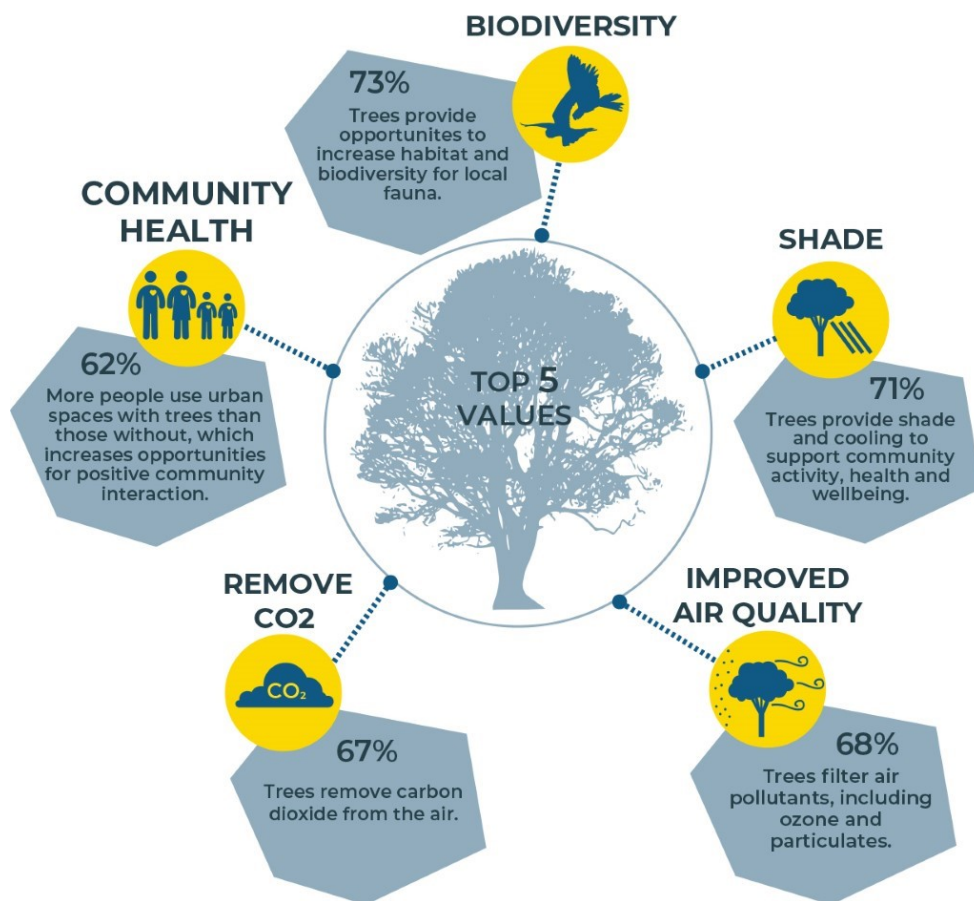 BIODIVERSITY
73%
Trees provide
opportunites to
increase habitat and
biodiversity for local
fauna.
COMMUNITY
HEALTH
62%
More people use urban
spaces with trees than
those without, which
increases opportunities
for positive community
interaction.
SHADE
71%
Trees provide shade
and cooling to
support community
activity, health and
wellbeing.
TOP 5
VALUES
REMOVE
CO2
CO₂
67%
Trees remove carbon
dioxide from the air.
IMPROVED
AIR QUALITY
68%
Trees filter air
pollutants, including
ozone and
particulates.